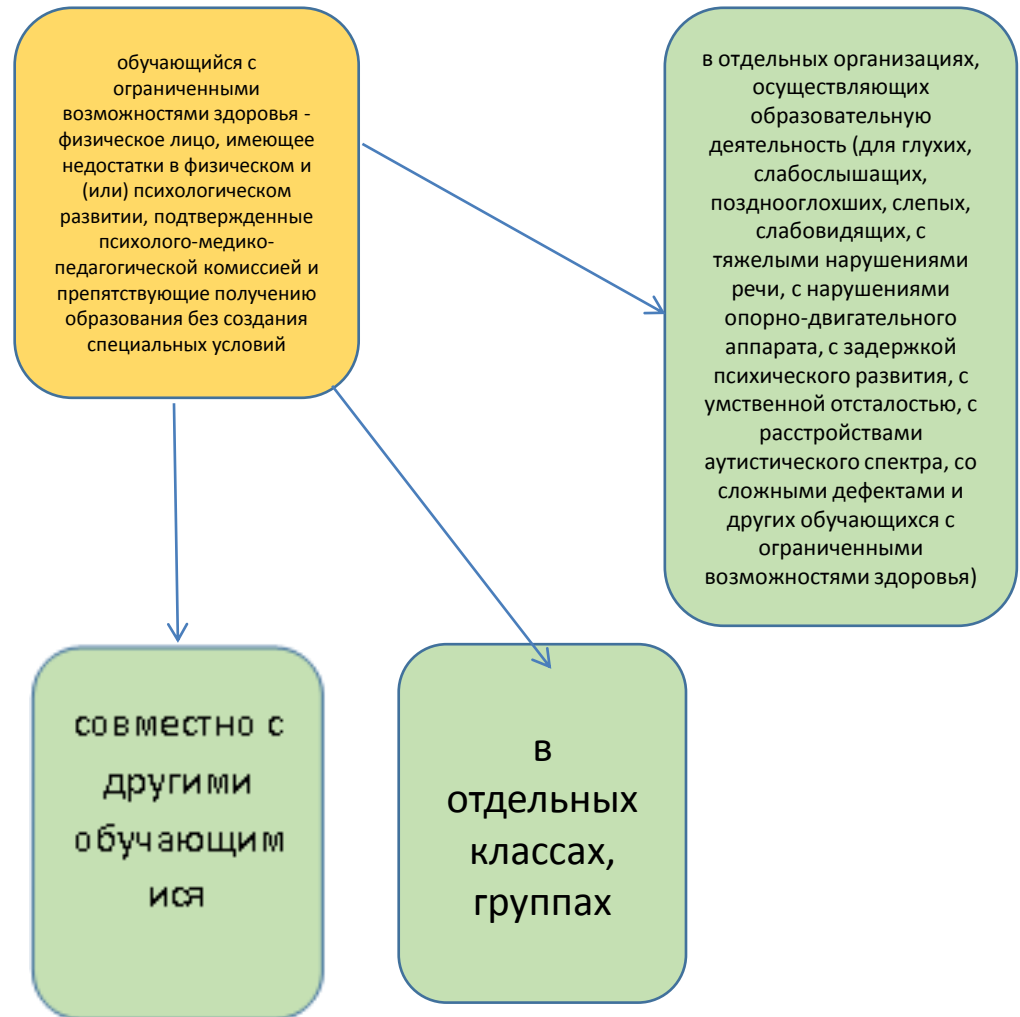 обучающийся с
ограниченными
возможностями здоровья -
физическое лицо, имеющее
недостатки в физическом и
(или) психологическом
развитии, подтвержденные
психолого-медико-
педагогической комиссией и
препятствующие получению
образования без создания
специальных условий
в отдельных организациях,
осуществляющих
образовательную
деятельность (для глухих,
слабослышащих,
позднооглохших, слепых,
слабовидящих, с
тяжелыми нарушениями
речи, с нарушениями
опорно-двигательного
аппарата, с задержкой
психического развития, с
умственной отсталостью, с
расстройствами
аутистического спектра, со
сложными дефектами и
других обучающихся с
ограниченными
возможностями здоровья)
совместно с
другими
обучающим
ися
в
отдельных
классах,
группах